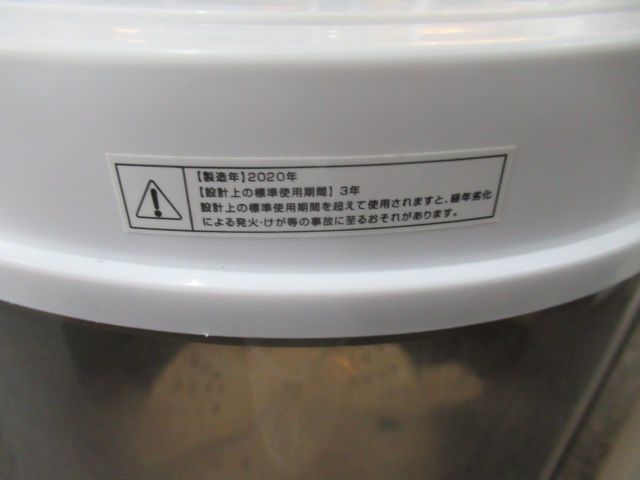 【製造年】2020年
【設計上の標準使用期間】3年
設計上の標準使用期間を超えて使用されますと、経年劣化
による発火・けが等の事故に至るおそれがあります。